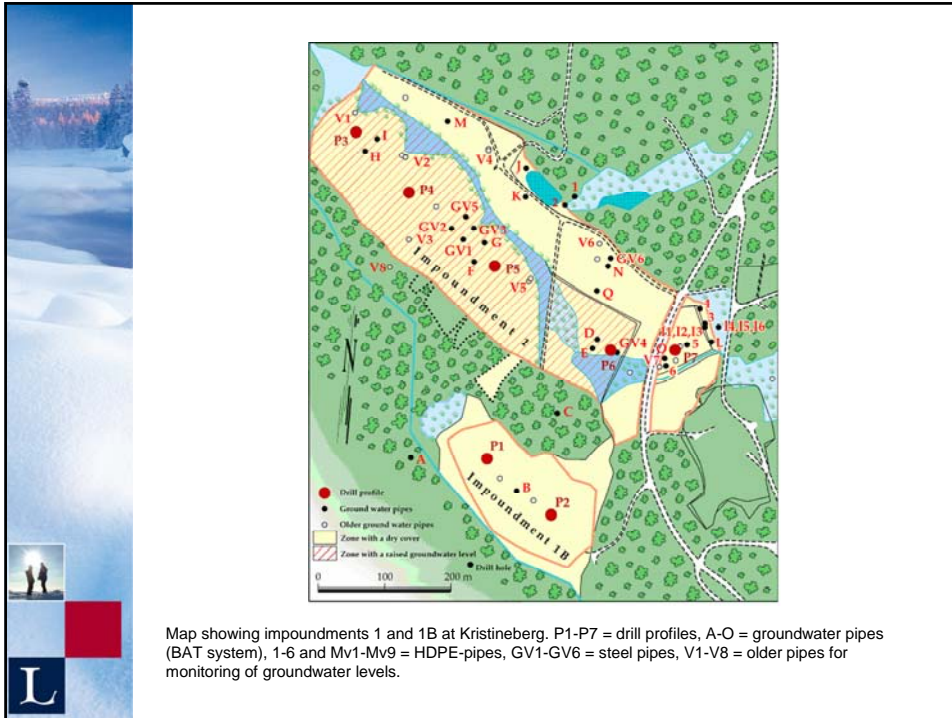 V1
M
P3
I
H
V2
V4
J
1
K
2
P4
GV5
GV2
GV3
V3
G
GV1
V6
F
GV6
N
P5
V8
V5
Q
Impoundment 2
4
3
D
I1,I2,I3
I4,I5,I6
E
GV4
O
5
L
P6
V7
P7
6
N
C
A
P1
B
P2
Impoundment 1B
Drill profile
Ground water pipes
Older ground water pipes
Zone with a dry cover
Zone with a raised groundwater level
Drill hole
0 100 200 m
L
Map showing impoundments 1 and 1B at Kristineberg. P1-P7 = drill profiles, A-O = groundwater pipes
(BAT system), 1-6 and Mv1-Mv9 = HDPE-pipes, GV1-GV6 = steel pipes, V1-V8 = older pipes for
monitoring of groundwater levels.